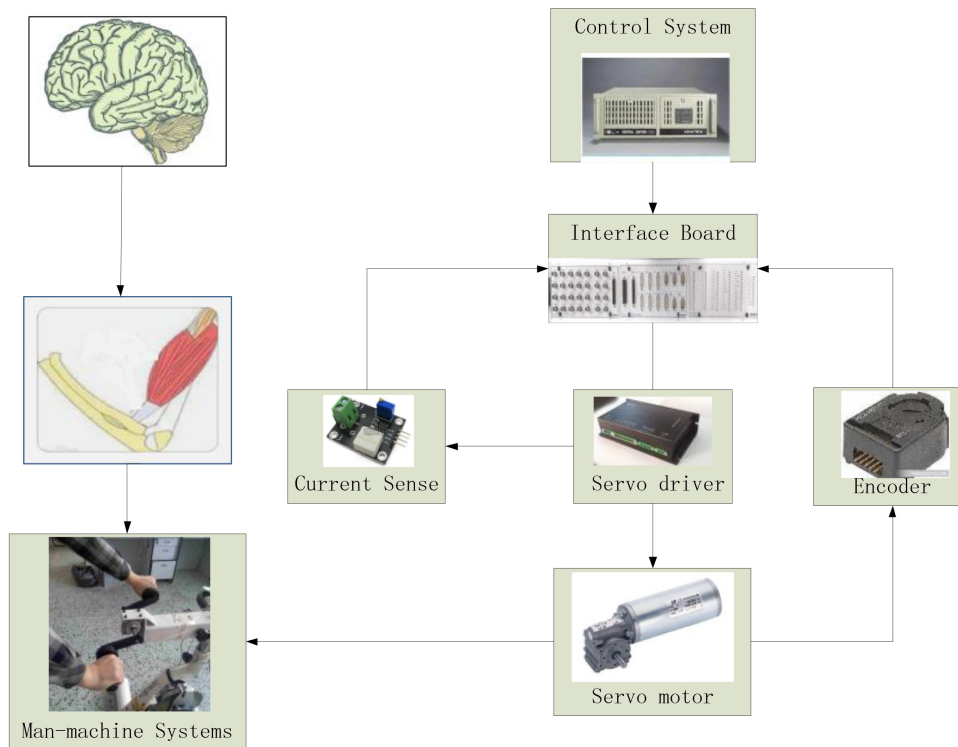 Control System
Interface Board
Current Sense
Servo driver
Encoder
Servo motor
Man-machine Systems